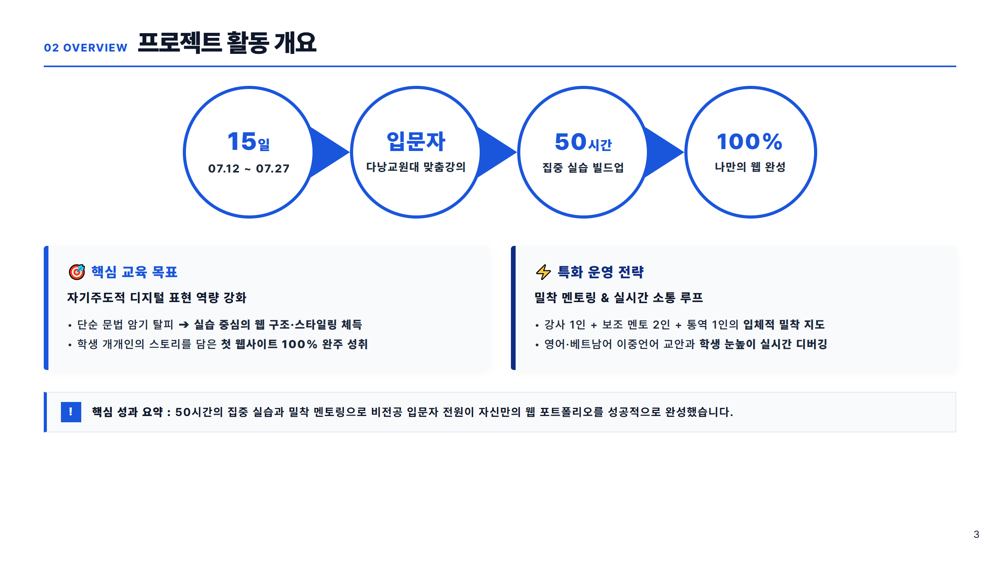 02 OVERVIEW 프로젝트 활동 개요
15일
07.12 ~ 07.27
입문자
다낭교원대 맞춤강의
50시간
집중 실습 빌드업
100%
나만의 웹 완성
🎯 핵심 교육 목표
자기주도적 디지털 표현 역량 강화
• 단순 문법 암기 탈피 ➔ 실습 중심의 웹 구조·스타일링 체득
• 학생 개개인의 스토리를 담은 첫 웹사이트 100% 완주 성취
⚡ 특화 운영 전략
밀착 멘토링 & 실시간 소통 루프
• 강사 1인 + 보조 멘토 2인 + 통역 1인의 입체적 밀착 지도
• 영어·베트남어 이중언어 교안과 학생 눈높이 실시간 디버깅
! 핵심 성과 요약 : 50시간의 집중 실습과 밀착 멘토링으로 비전공 입문자 전원이 자신만의 웹 포트폴리오를 성공적으로 완성했습니다.
3